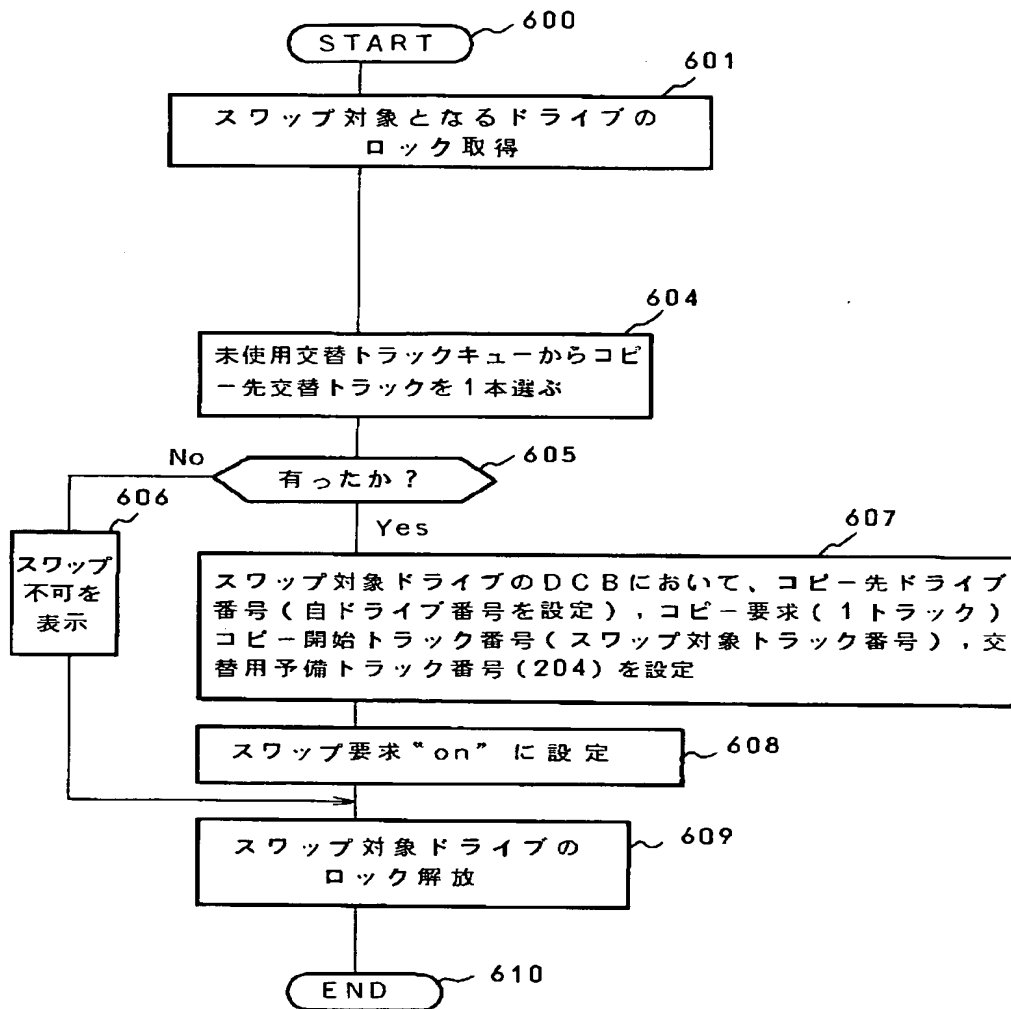 START
600
601
スワップ対象となるドライブの
ロック取得
604
未使用交替トラックキューからコピ
ー先交替トラックを1本選ぶ
No
有ったか?
605
606
Yes
607
スワップ
不可を
表示
スワップ対象ドライブのDCBにおいて、コピー先ドライブ
番号(自ドライブ番号を設定),コピー要求(1トラック)
コピー開始トラック番号(スワップ対象トラック番号),交
替用予備トラック番号(204)を設定
スワップ要求“on”に設定
608
スワップ対象ドライブの
ロック解放
609
END
610